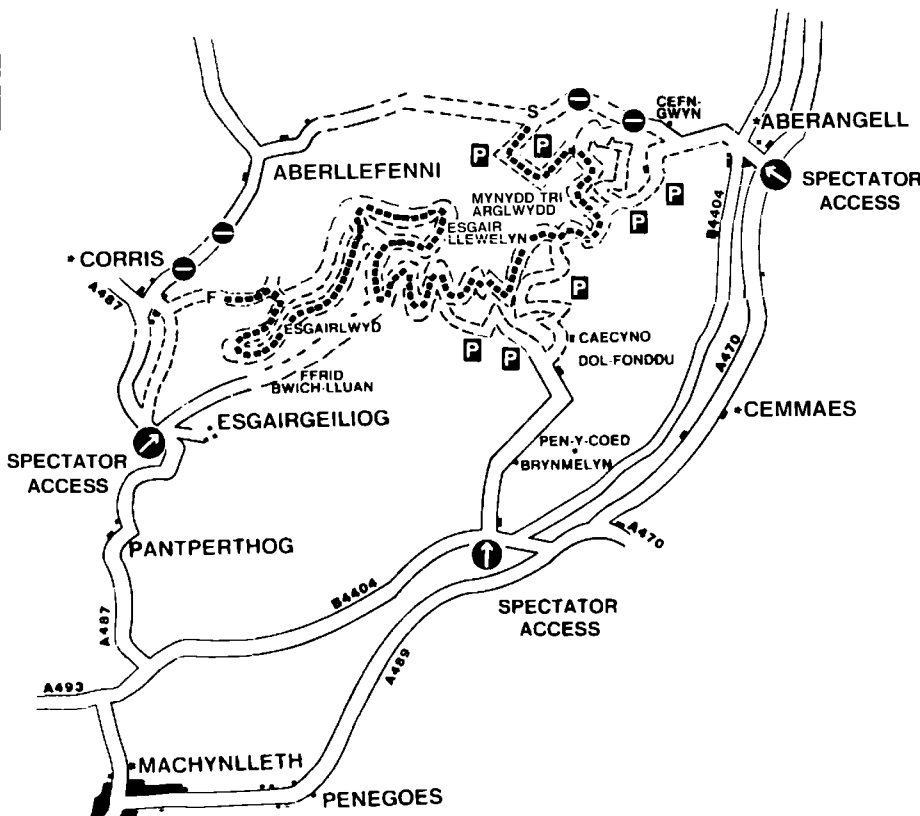 S
CEFN-
GWYN
*ABERANGELL
P
P
ABERLLEFENNI
SPECTATOR
ACCESS
P
P
MYNYDD TRI
ARGLWYDD
B4404
ESGAIR
LLEWELYN
*CORRIS
A487
F
P
ESGAIRLWYD
CAECYNO
P
P
DOL-FONDDU
A470
FFRID
BWICH-LLUAN
*CEMMAES
ESGAIRGEILIOG
PEN-Y-COED
BRYNMELYN
SPECTATOR
ACCESS
A470
PANTPERTHOG
B4404
SPECTATOR
ACCESS
A487
A489
A493
MACHYNLLETH
PENEGOES